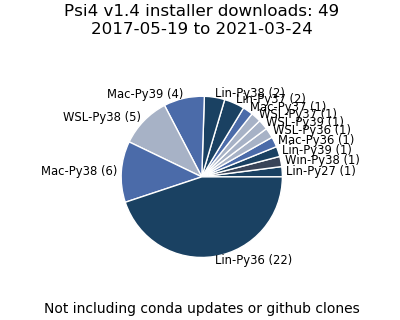 Psi4 v1.4 installer downloads: 49
2017-05-19 to 2021-03-24
Lin-Py38 (2)
Lin-Py37 (2)
Mac-Py39 (4)
Mac-Py37 (1)
WSL-Py37 (1)
WSL-Py38 (5)
WSL-Py39 (1)
WSL-Py36 (1)
Mac-Py36 (1)
Lin-Py39 (1)
Win-Py38 (1)
Mac-Py38 (6)
Lin-Py27 (1)
Lin-Py36 (22)
Not including conda updates or github clones